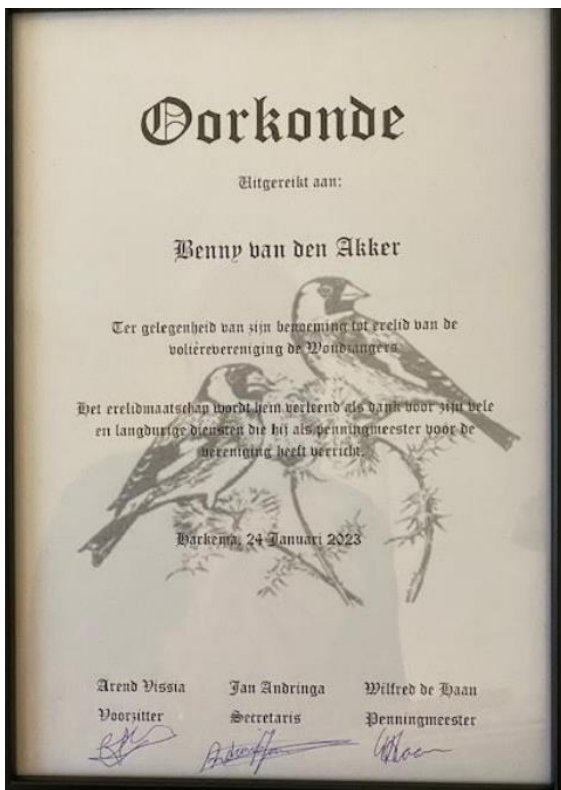 Oorkonde
Uitgereikt aan:
Benny van den Akker
Ter gelegenheid van zijn benoeming tot erelid van de
volièrevereniging de Woudzangers
Het erelidmaatschap wordt hem verleend als dank voor zijn vele
en langdurige diensten die hij als penningmeester voor de
vereniging heeft verricht.
Harkema, 24 Januari 2023
Arend Vissia Jan Andringa Wilfred de Haan
Voorzitter Secretaris Penningmeester